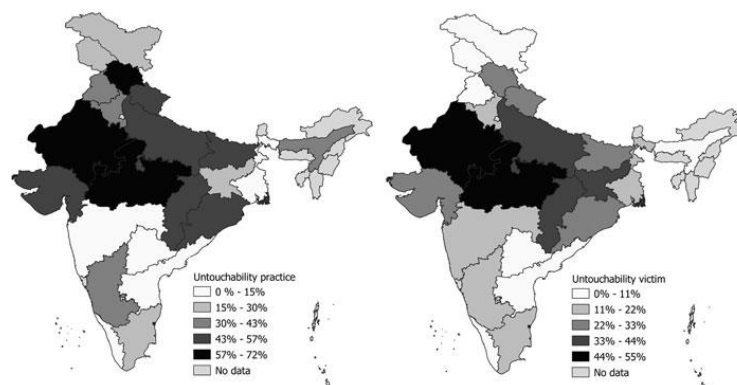 Untouchability practice
0 % - 15%
15% - 30%
30% - 43%
43% - 57%
57% - 72%
No data
Untouchability victim
0% - 11%
11% - 22%
22% - 33%
33% - 44%
44% - 55%
No data